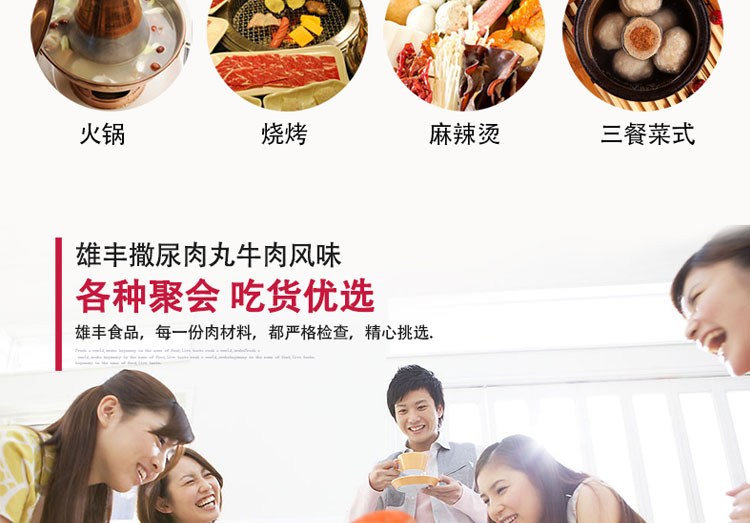 火锅
烧烤
麻辣烫
三餐菜式
雄丰撒尿肉丸牛肉风味
各种聚会 吃货优选
雄丰食品，每一份肉材料，都严格检查，精心挑选.